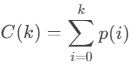 C(k) = \sum_{i=0}^{k} p(i)